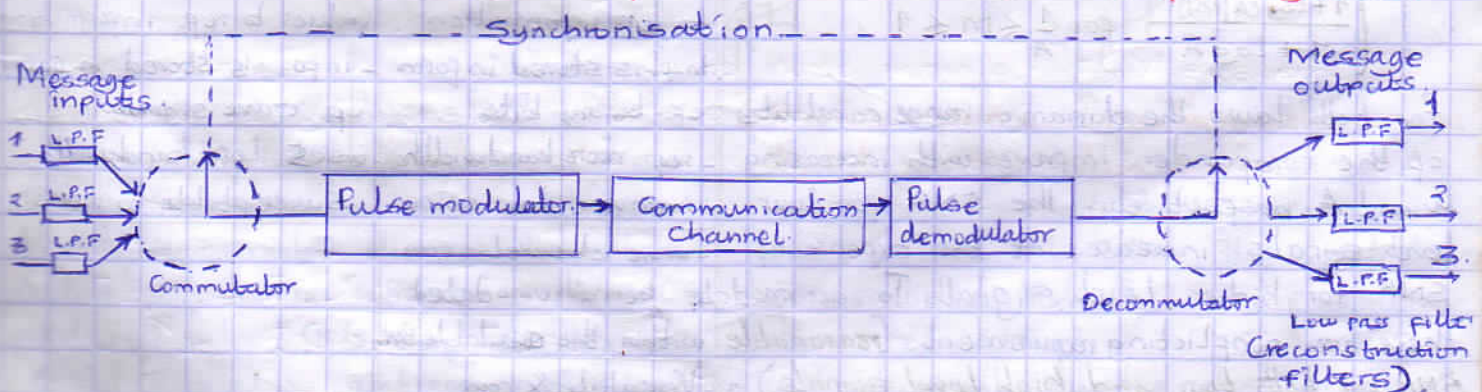 Synchronisation
Message
inputs.
1 L.P.F
2 L.P.F
3 L.P.F
Commutator
Pulse modulator.
Communication
Channel.
Pulse
demodulator
Decommutator
Message
outputs.
L.P.F 1
L.P.F 2
L.P.F 3.
Low pass filter
(reconstruction
filters)